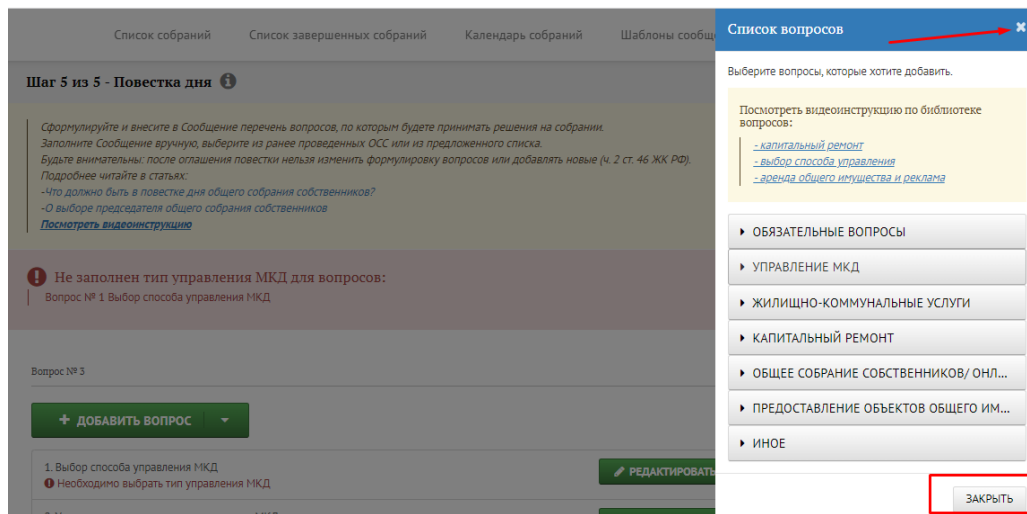 Список собраний
Список завершенных собраний
Календарь собраний
Шаблоны сообщ
Шаг 5 из 5 - Повестка дня
Сформулируйте и внесите в Сообщение перечень вопросов, по которым будете принимать решения на собрании.
Заполните Сообщение вручную, выберите из ранее проведенных ОСС или из предложенного списка.
Будьте внимательны: после оглашения повестки нельзя изменить формулировку вопросов или добавлять новые (ч. 2 ст. 46 ЖК РФ).
Подробнее читайте в статьях:
-Что должно быть в повестке дня общего собрания собственников?
-О выборе председателя общего собрания собственников
Посмотреть видеоинструкцию
Не заполнен тип управления МКД для вопросов:
Вопрос № 1 Выбор способа управления МКД
Вопрос № 3
+ ДОБАВИТЬ ВОПРОС
1. Выбор способа управления МКД
Необходимо выбрать тип управления МКД
РЕДАКТИРОВАТЬ
Список вопросов
Выберите вопросы, которые хотите добавить.
Посмотреть видеоинструкцию по библиотеке
вопросов:
- капитальный ремонт
- выбор способа управления
- аренда общего имущества и реклама
ОБЯЗАТЕЛЬНЫЕ ВОПРОСЫ
УПРАВЛЕНИЕ МКД
ЖИЛИЩНО-КОММУНАЛЬНЫЕ УСЛУГИ
КАПИТАЛЬНЫЙ РЕМОНТ
ОБЩЕЕ СОБРАНИЕ СОБСТВЕННИКОВ/ ОНЛ...
ПРЕДОСТАВЛЕНИЕ ОБЪЕКТОВ ОБЩЕГО ИМ...
ИНОЕ
ЗАКРЫТЬ